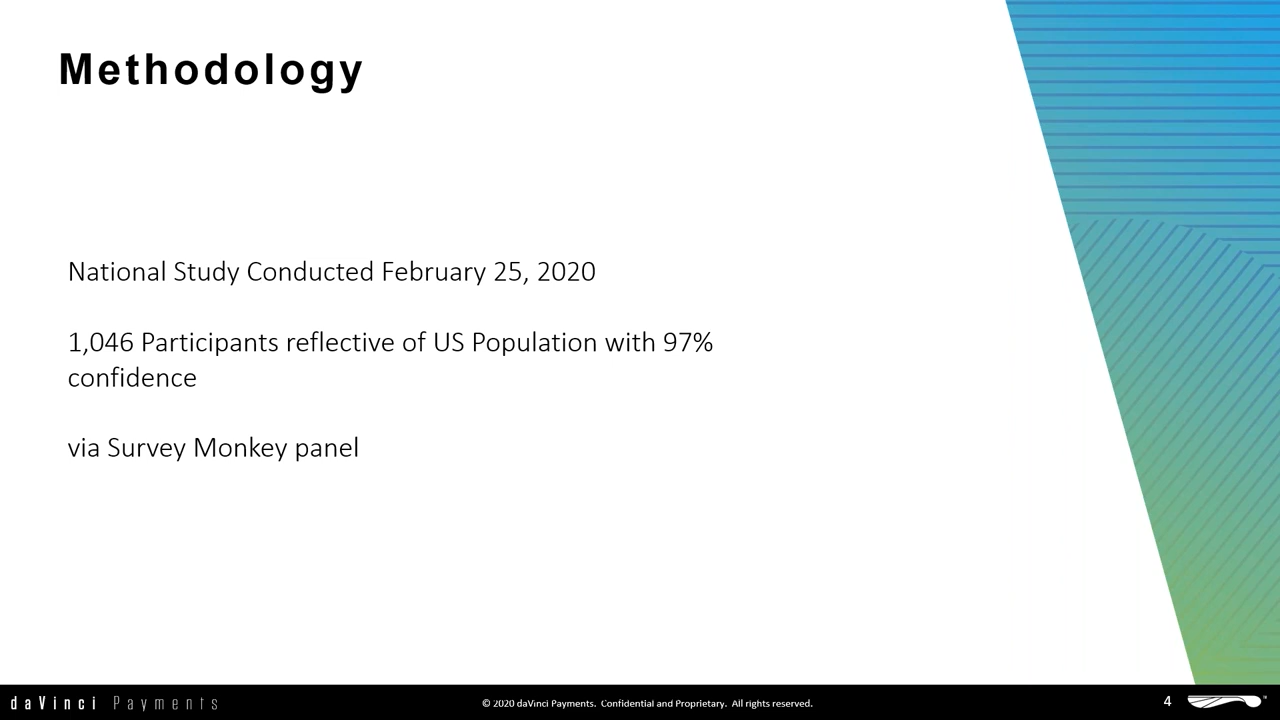 Methodology
National Study Conducted February 25, 2020
1,046 Participants reflective of US Population with 97%
confidence
via Survey Monkey panel
daVinci Payments
© 2020 daVinci Payments. Confidential and Proprietary. All rights reserved.
4